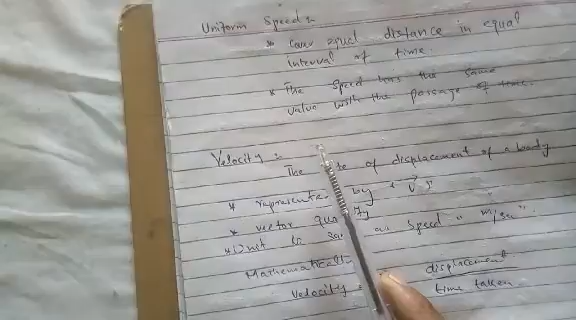 Uniform Speed :-
* Cover equal distance in equal
interval of time.
* The speed has the same
value with the passage of time.
Velocity :-
The of displacement of a body
* represented by " v "
* vector
* Unit is as speed " m/sec ".
Mathematically
displacement
Velocity =
time taken